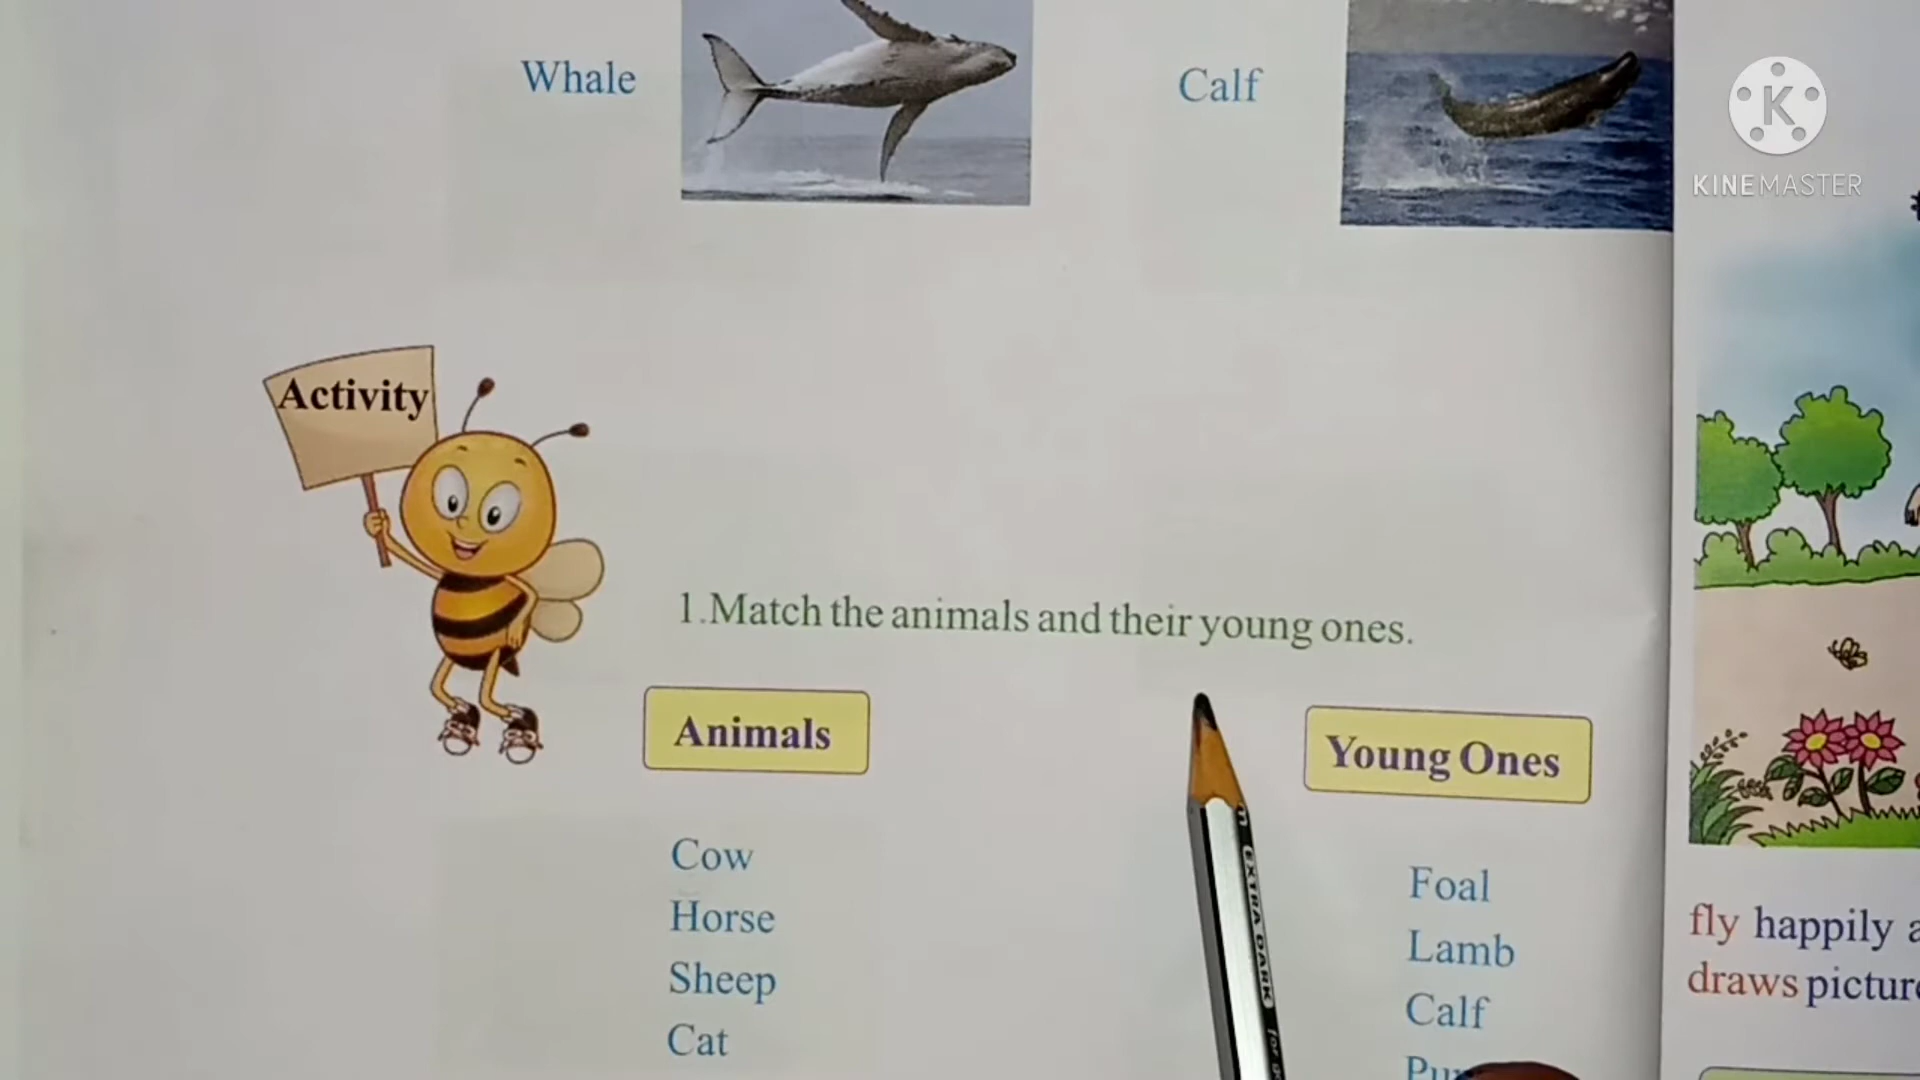 Whale
Calf
KINEMASTER
Activity
1.Match the animals and their young ones.
Animals
Young Ones
Cow
Horse
Sheep
Cat
Foal
Lamb
Calf
EXTRA DARK
fly happily
draws